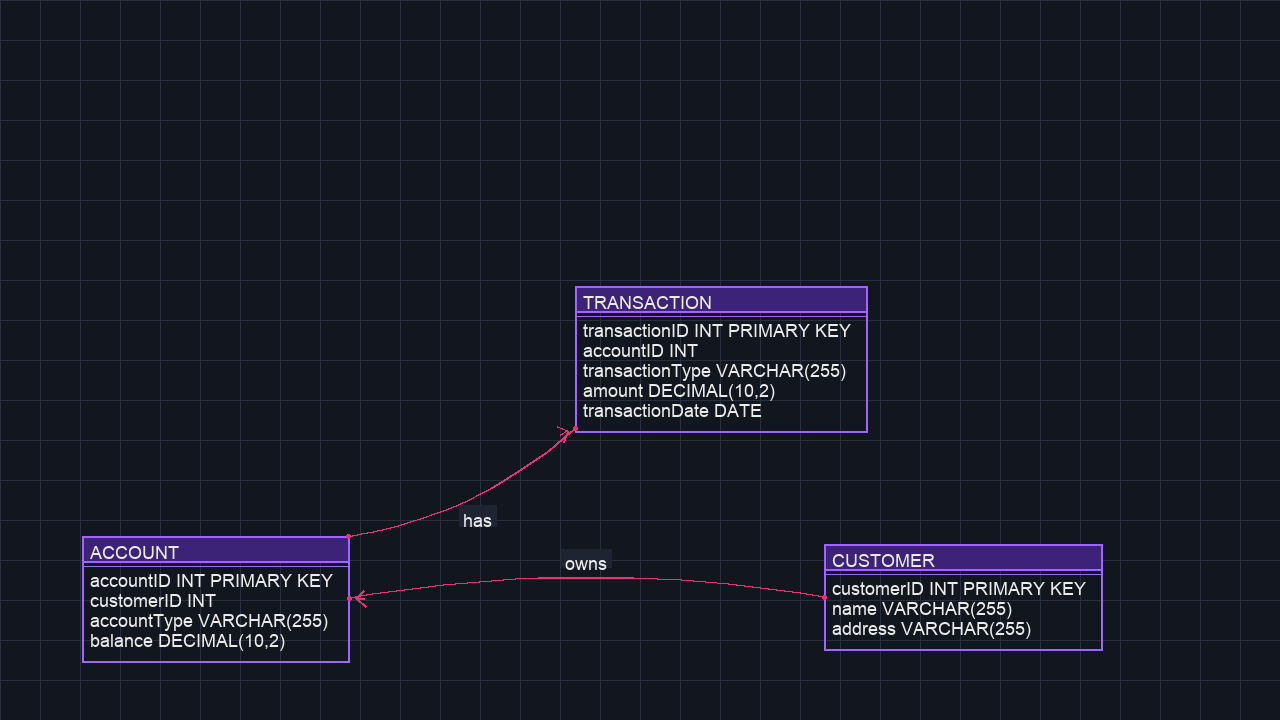 TRANSACTION
transactionID INT PRIMARY KEY
accountID INT
transactionType VARCHAR(255)
amount DECIMAL(10,2)
transactionDate DATE
has
ACCOUNT
accountID INT PRIMARY KEY
customerID INT
accountType VARCHAR(255)
balance DECIMAL(10,2)
owns
CUSTOMER
customerID INT PRIMARY KEY
name VARCHAR(255)
address VARCHAR(255)